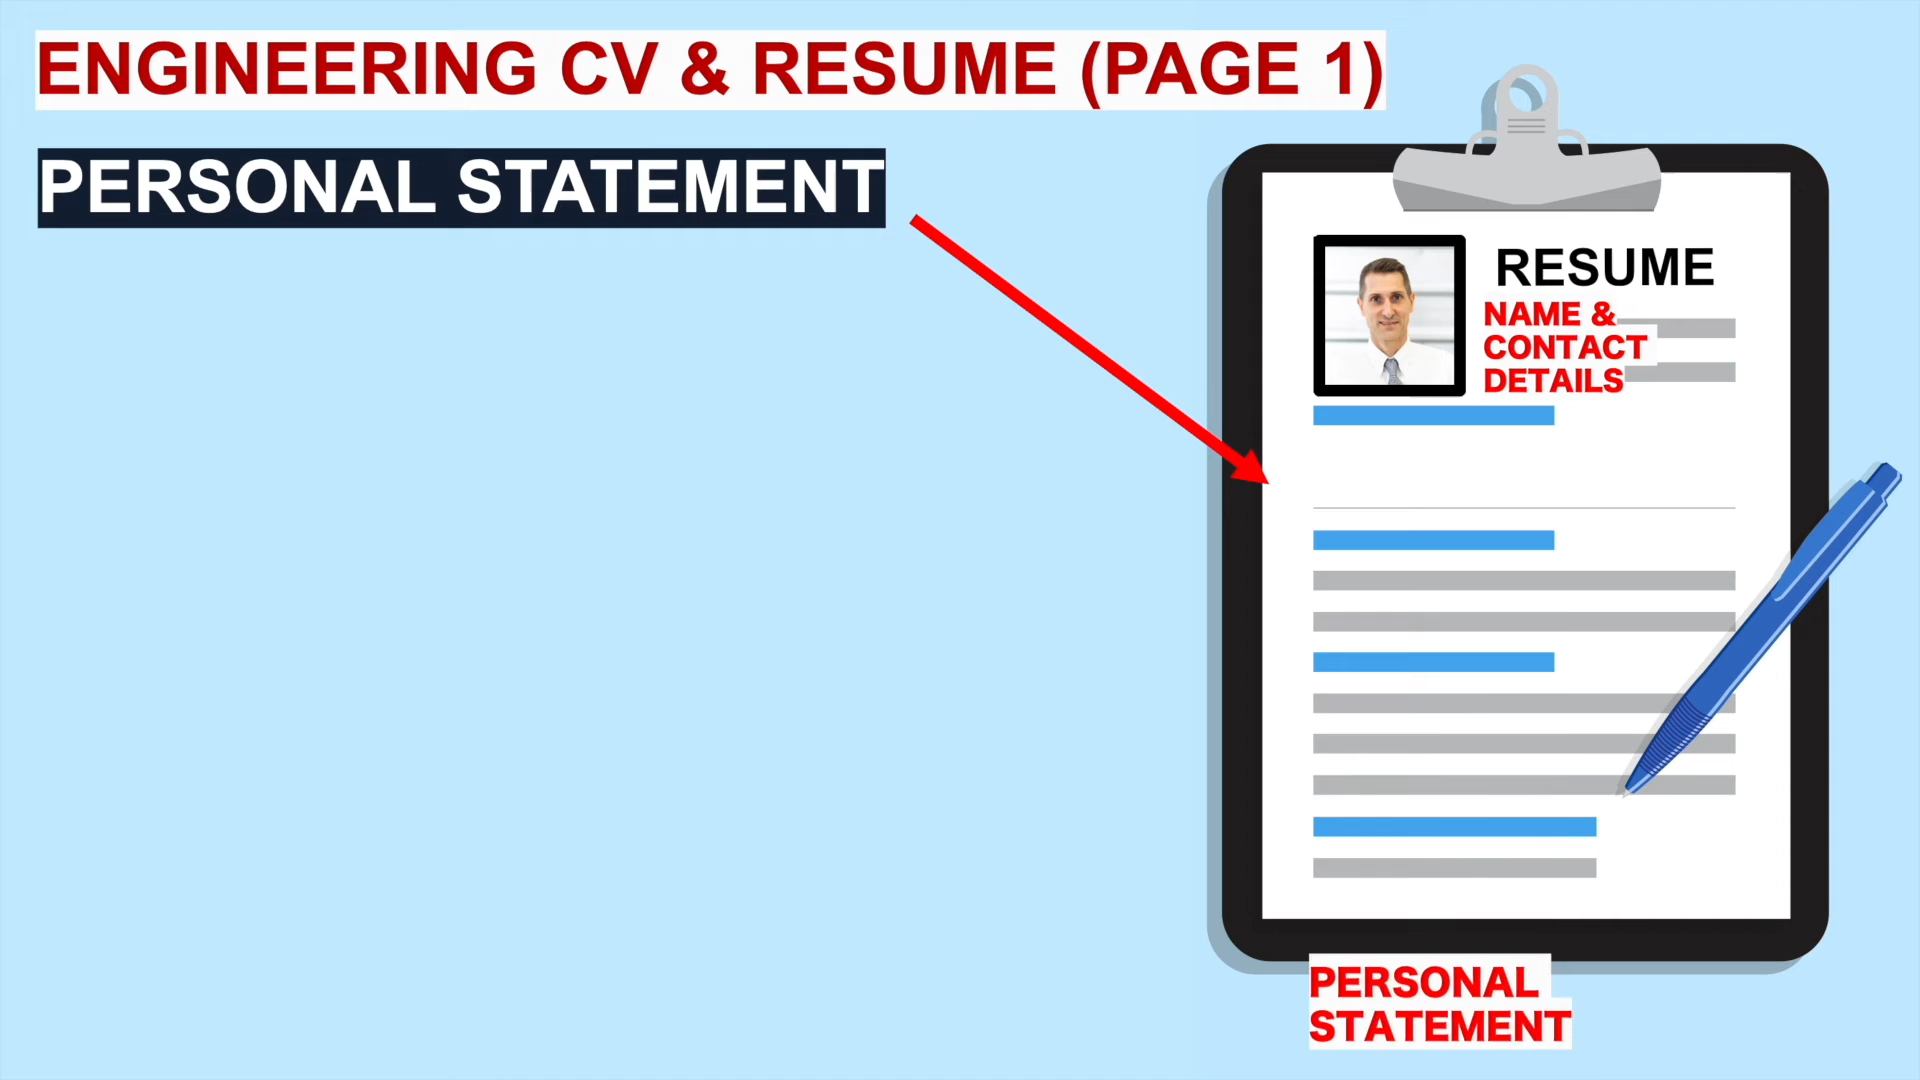 ENGINEERING CV & RESUME (PAGE 1)
PERSONAL STATEMENT
RESUME
NAME &
CONTACT
DETAILS
PERSONAL
STATEMENT